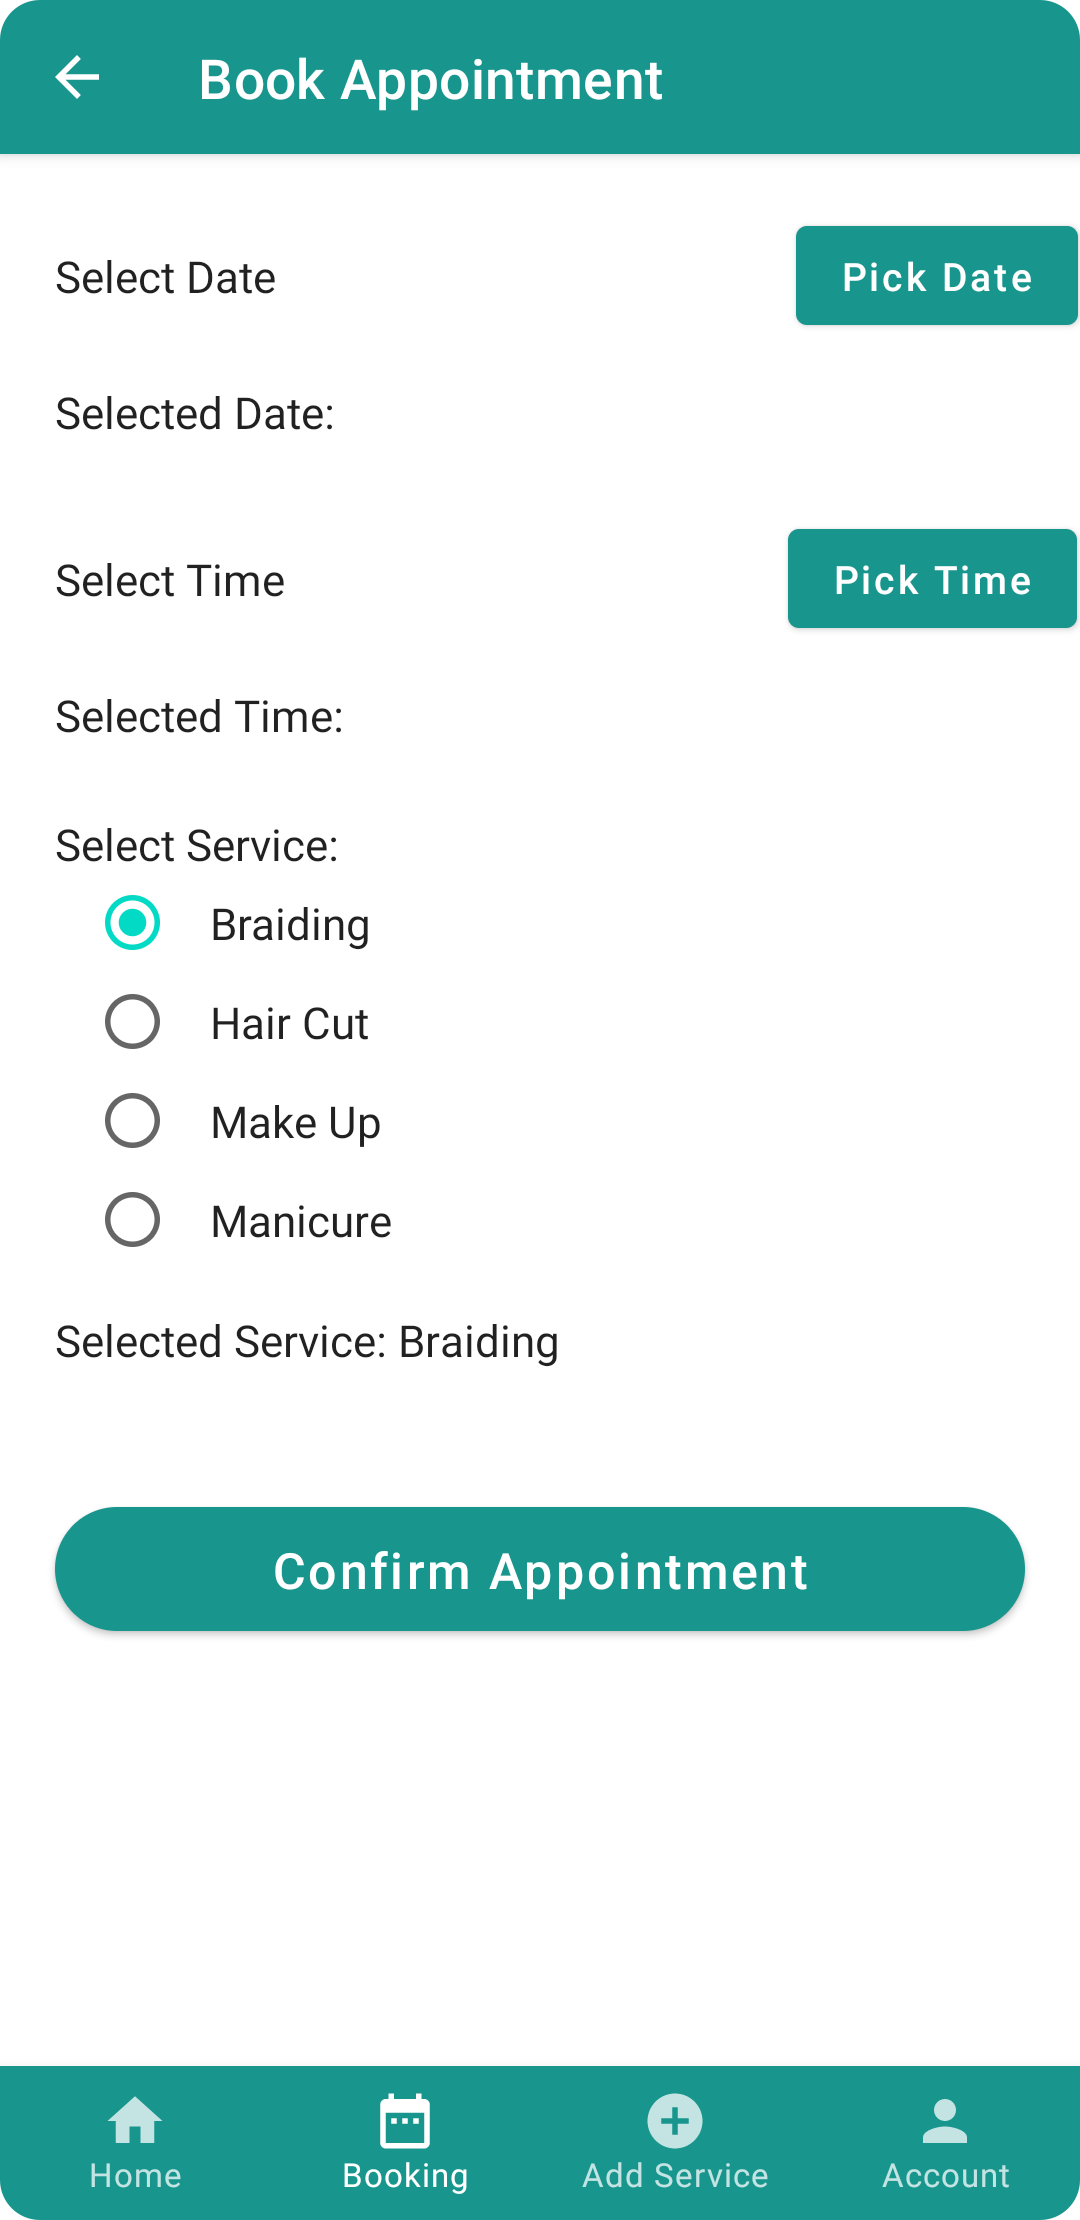 Book Appointment
Select Date
Pick Date
Selected Date:
Select Time
Pick Time
Selected Time:
Select Service:
Braiding
Hair Cut
Make Up
Manicure
Selected Service: Braiding
Confirm Appointment
Home
Booking
Add Service
Account